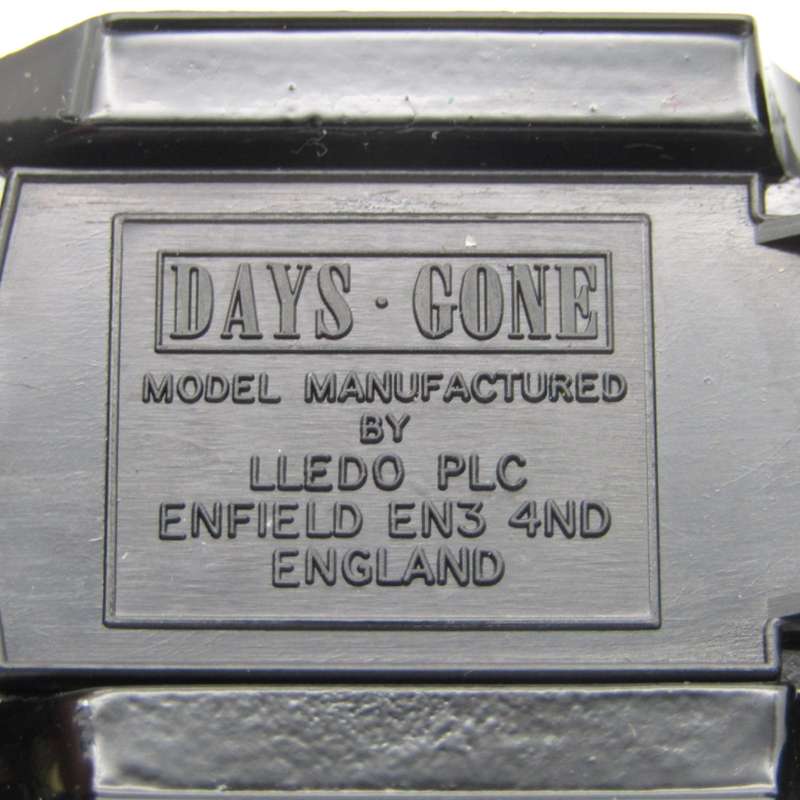 DAYS · GONE
MODEL MANUFACTURED
BY
LLEDO PLC
ENFIELD EN3 4ND
ENGLAND